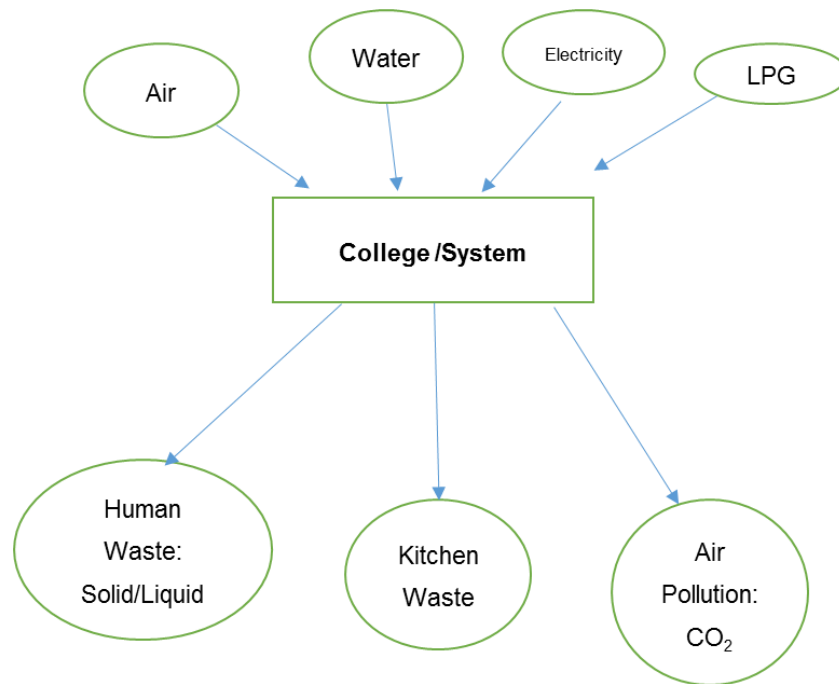 Air
Water
Electricity
LPG
College/System
Human
Waste:
Solid/Liquid
Kitchen
Waste
Air
Pollution:
CO₂